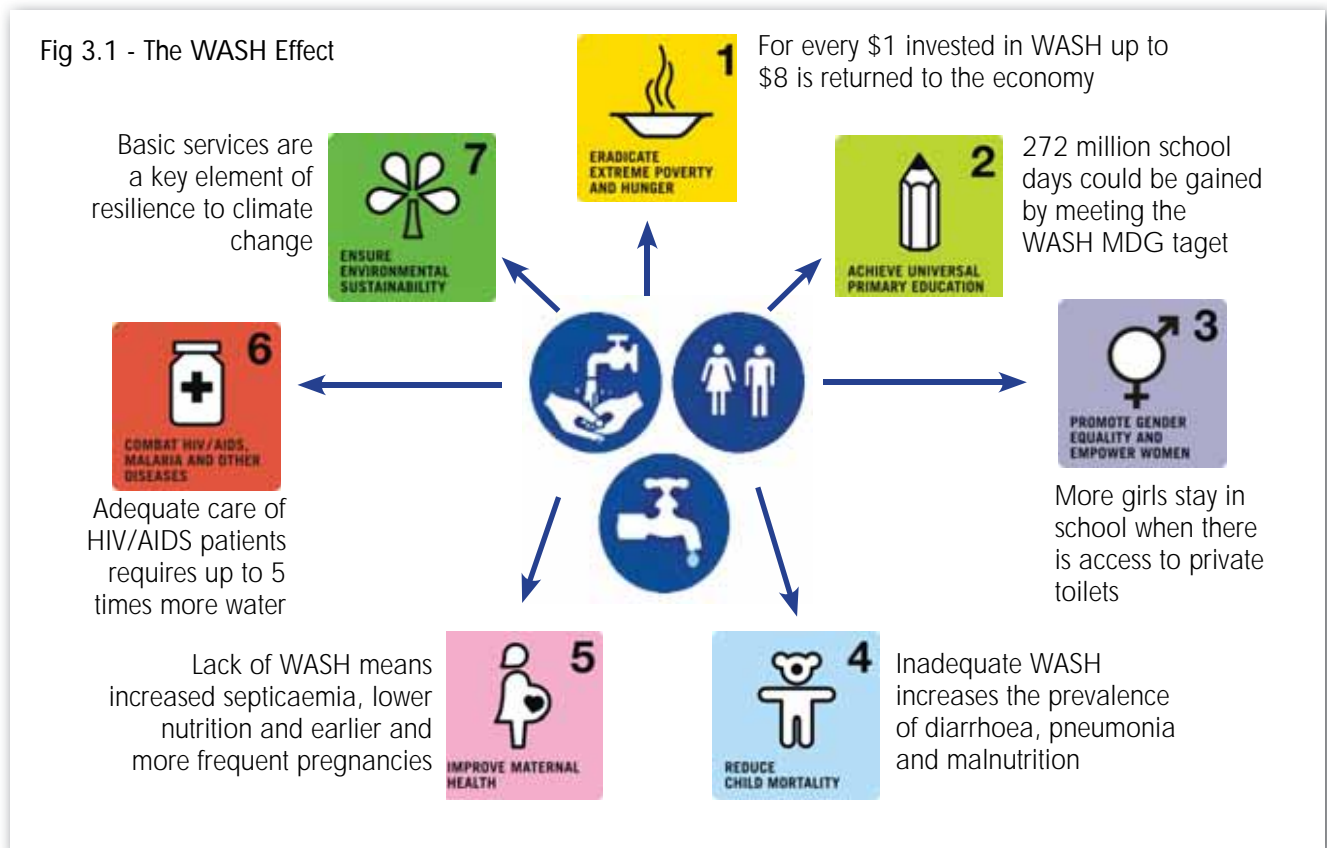 Fig 3.1 - The WASH Effect
1
ERADICATE
EXTREME POVERTY
AND HUNGER
For every $1 invested in WASH up to
$8 is returned to the economy
2
ACHIEVE UNIVERSAL
PRIMARY EDUCATION
272 million school
days could be gained
by meeting the
WASH MDG taget
3
PROMOTE GENDER
EQUALITY AND
EMPOWER WOMEN
More girls stay in
school when there
is access to private
toilets
4
REDUCE
CHILD MORTALITY
Inadequate WASH
increases the prevalence
of diarrhoea, pneumonia
and malnutrition
5
IMPROVE MATERNAL
HEALTH
Lack of WASH means
increased septicaemia, lower
nutrition and earlier and
more frequent pregnancies
6
COMBAT HIV/AIDS,
MALARIA AND OTHER
DISEASES
Adequate care of
HIV/AIDS patients
requires up to 5
times more water
7
ENSURE
ENVIRONMENTAL
SUSTAINABILITY
Basic services are
a key element of
resilience to climate
change